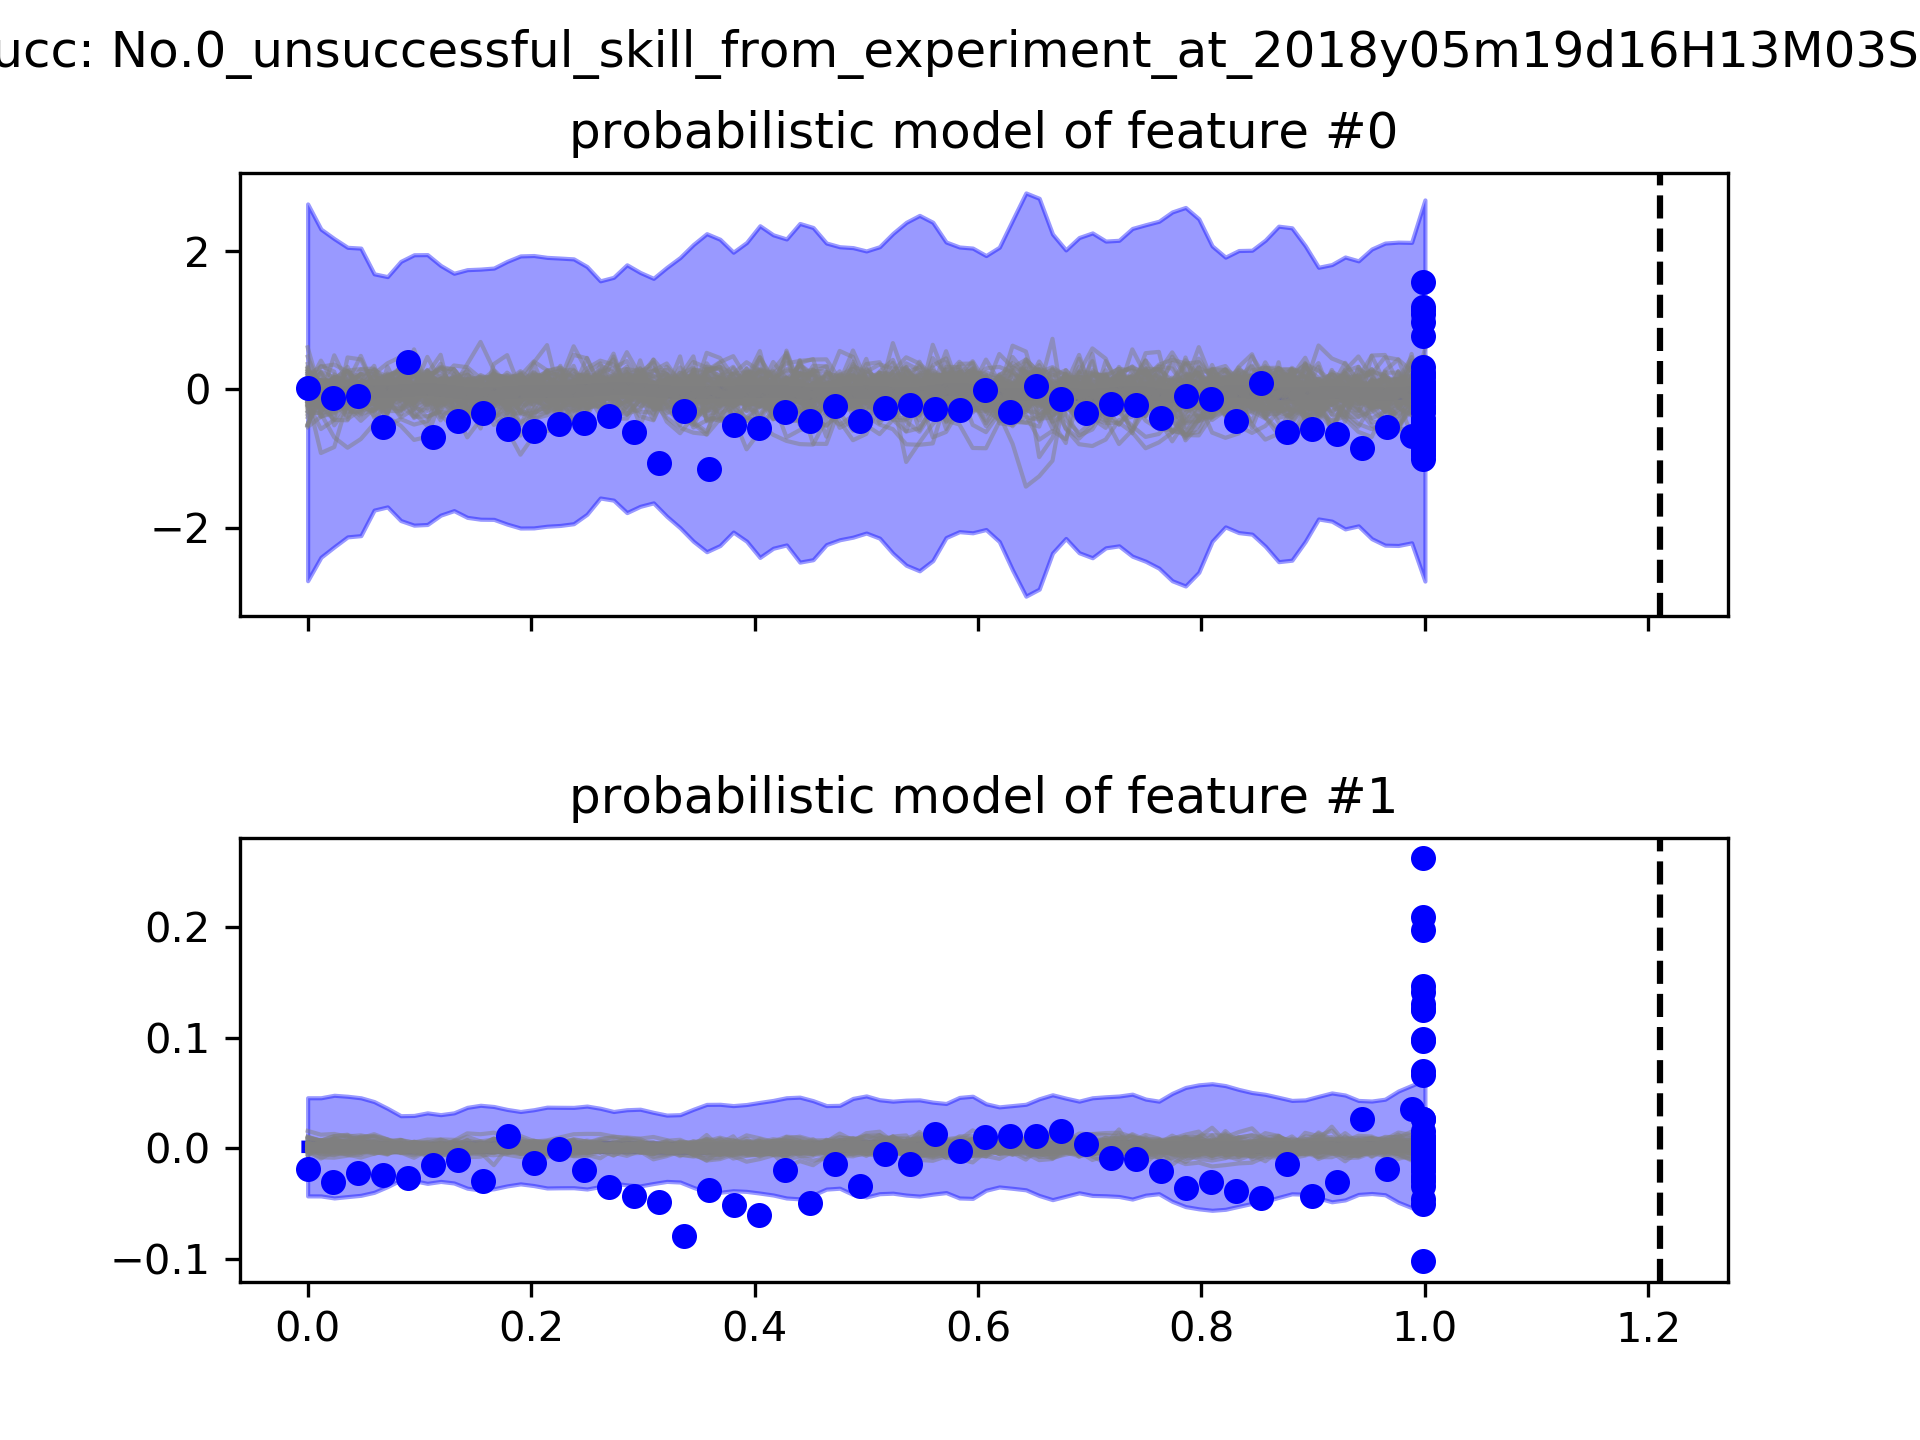 ucc: No.0_unsuccessful_skill_from_experiment_at_2018y05m19d16H13M03S
probabilistic model of feature #0
2
0
−2
probabilistic model of feature #1
0.2
0.1
0.0
−0.1
0.0 0.2 0.4 0.6 0.8 1.0 1.2